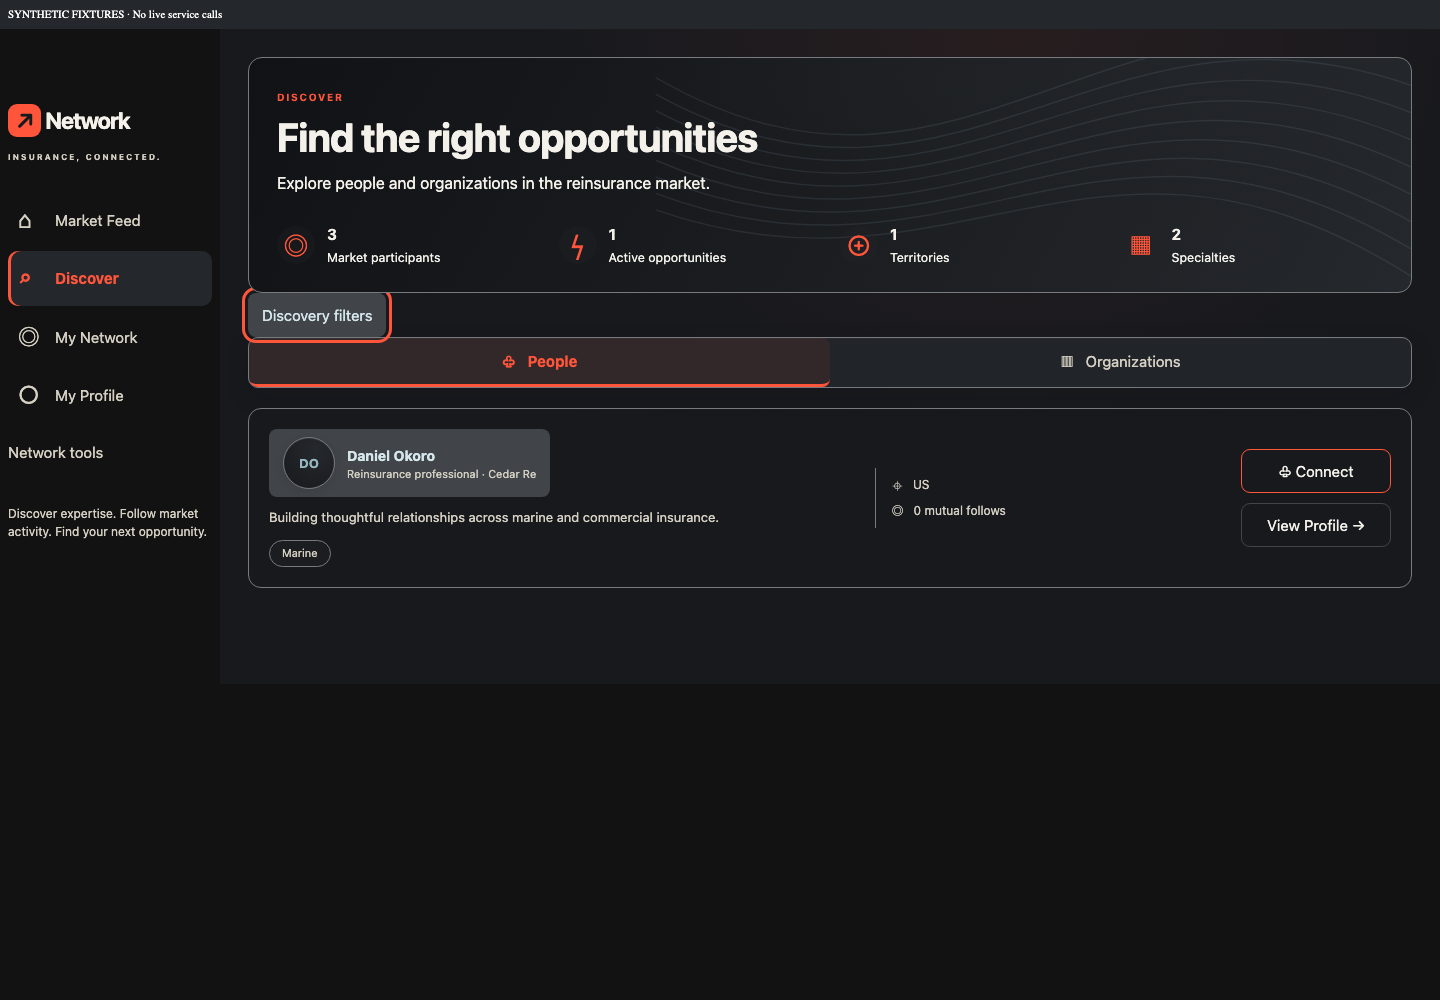 SYNTHETIC FIXTURES · No live service calls
Network
INSURANCE, CONNECTED.
Market Feed
Discover
My Network
My Profile
Network tools
Discover expertise. Follow market
activity. Find your next opportunity.
DISCOVER
Find the right opportunities
Explore people and organizations in the reinsurance market.
3
Market participants
1
Active opportunities
1
Territories
2
Specialties
Discovery filters
People
Organizations
DO
Daniel Okoro
Reinsurance professional · Cedar Re
Building thoughtful relationships across marine and commercial insurance.
Marine
US
0 mutual follows
Connect
View Profile →